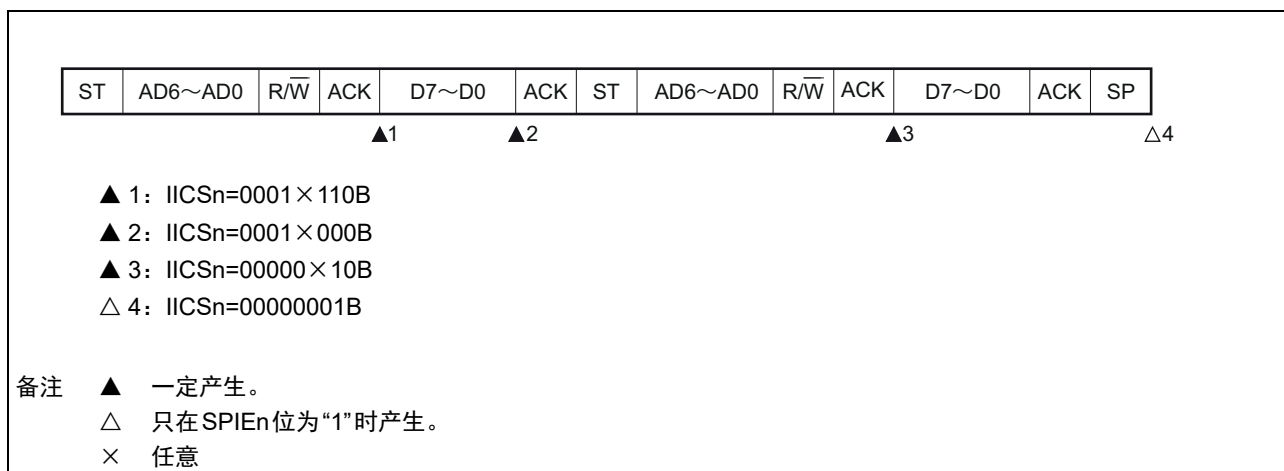 ST AD6～AD0 R/W̅ ACK D7～D0 ACK ST AD6～AD0 R/W̅ ACK D7～D0 ACK SP
▲1 ▲2 ▲3 △4
▲ 1：IICSn=0001×110B
▲ 2：IICSn=0001×000B
▲ 3：IICSn=00000×10B
△ 4：IICSn=00000001B
备注 ▲ 一定产生。
△ 只在SPIEn位为“1”时产生。
× 任意